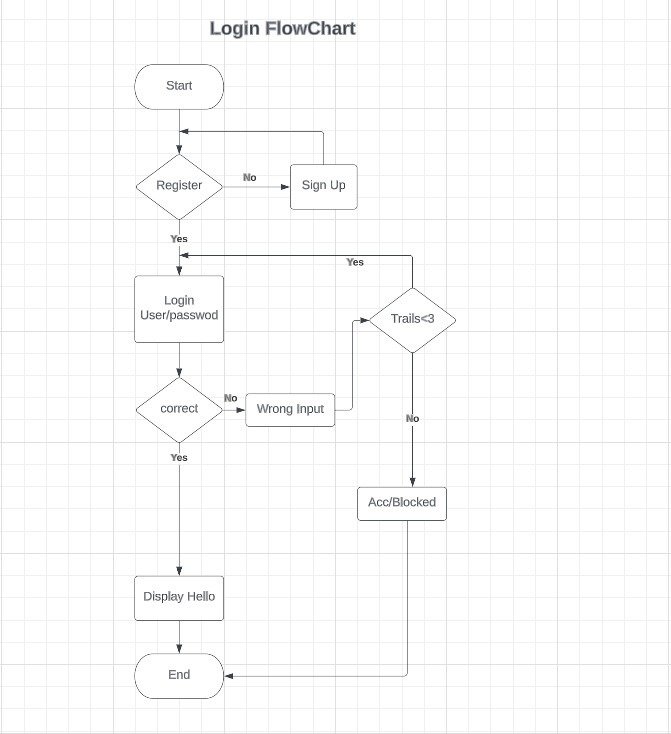 Login FlowChart
Start
Register
No
Sign Up
Yes
Yes
Login
User/passwod
Trails<3
correct
No
Wrong Input
No
Yes
Acc/Blocked
Display Hello
End